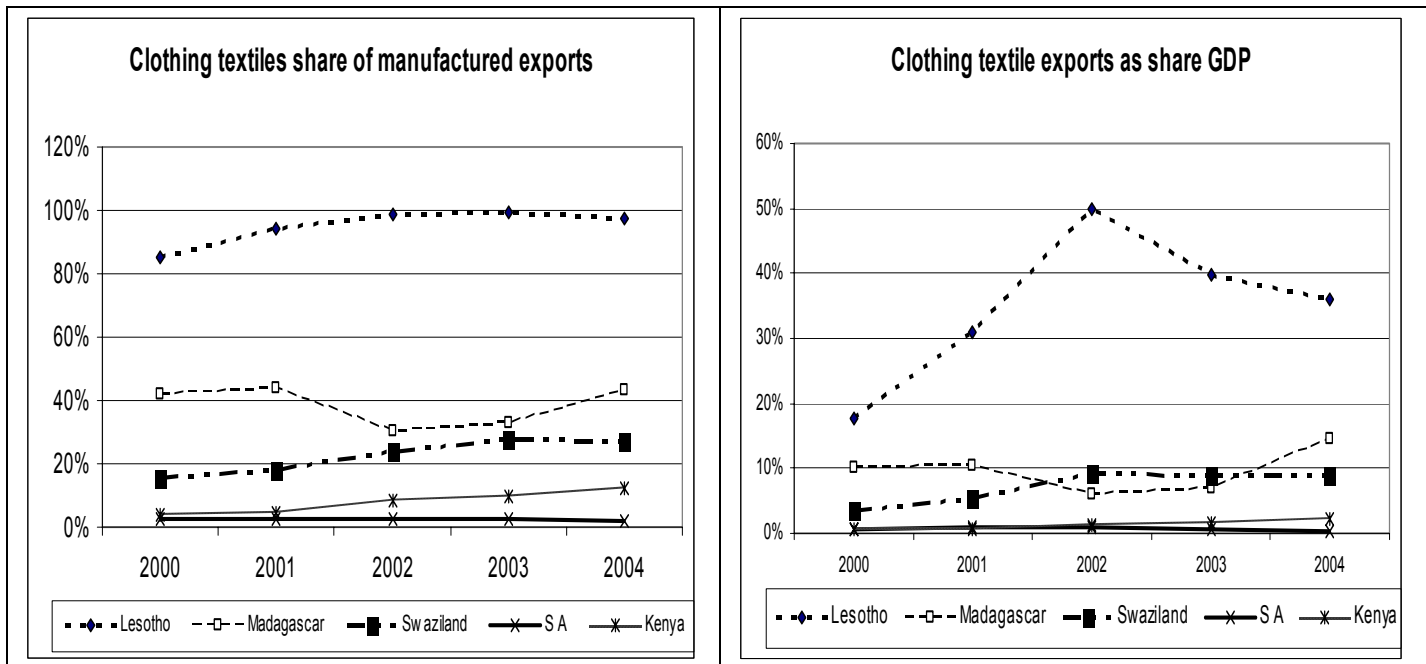 Clothing textiles share of manufactured exports
120%
100%
80%
60%
40%
20%
0%
2000 2001 2002 2003 2004
Lesotho Madagascar Swaziland S A Kenya
Clothing textile exports as share GDP
60%
50%
40%
30%
20%
10%
0%
2000 2001 2002 2003 2004
Lesotho Madagascar Swaziland S A Kenya